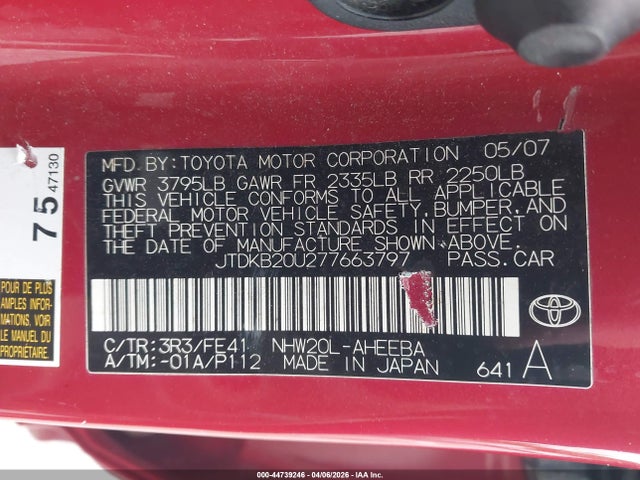 MFD. BY: TOYOTA MOTOR CORPORATION 05/07
GVWR 3795LB GAWR FR 2335LB RR 2250LB
THIS VEHICLE CONFORMS TO ALL APPLICABLE
FEDERAL MOTOR VEHICLE SAFETY, BUMPER, AND
THEFT PREVENTION STANDARDS IN EFFECT ON
THE DATE OF MANUFACTURE SHOWN ABOVE.
JTDKB20U277663797 PASS. CAR
C/TR: 3R3/FE41 NHW20L-AHEEBA
A/TM: -01A/P112 MADE IN JAPAN 641 A
75 47130
PLUS
AMPLES INFOR-
MATIONS, VOIR
LE MANUEL DU
000-44739246 - 04/06/2026 - IAA Inc.